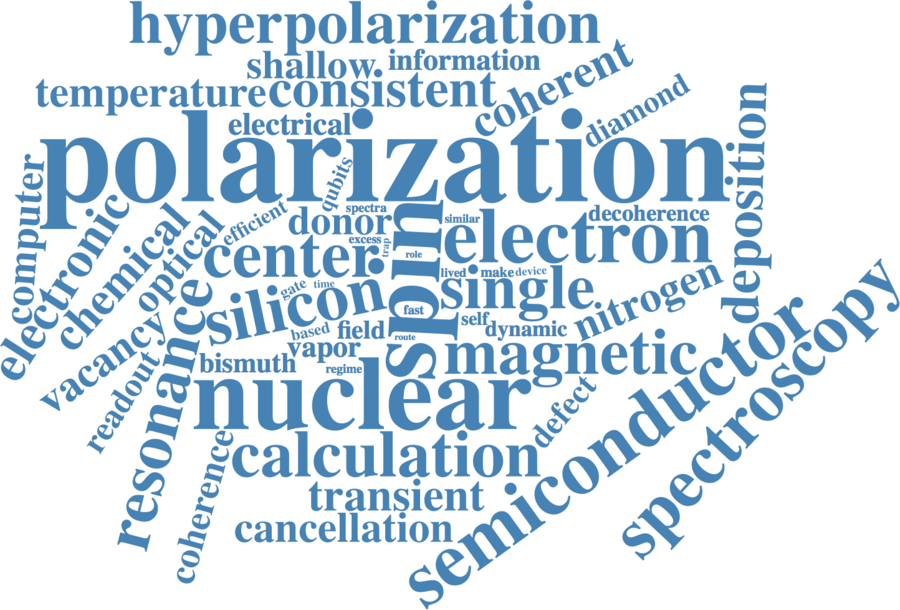 hyperpolarization
shallow
information
temperature
consistent
coherent
diamond
electrical
polarization
deposition
computer
electronic
chemical
optical
vacancy
readout
qubits
efficient
donor
spectra
excess
trap
center
spin
similar
decoherence
electron
role
lived
make
device
gate
time
silicon
single
nitrogen
fast
self
dynamic
based
field
route
vapor
regime
bismuth
resonance
magnetic
nuclear
defect
semiconductor
spectroscopy
calculation
coherence
transient
cancellation